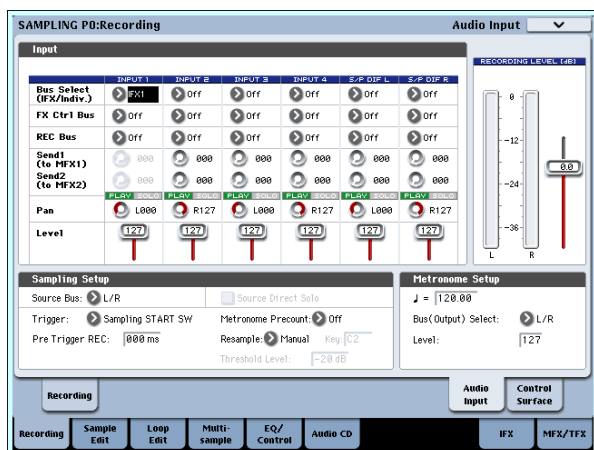 SAMPLING P0:Recording Audio Input
Input
RECORDING LEVEL (dB)
INPUT 1 INPUT 2 INPUT 3 INPUT 4 S/P DIF L S/P DIF R
Bus Select
(IFX/Indiv.) IFX1 Off Off Off Off Off
FX Ctrl Bus Off Off Off Off Off Off
REC Bus Off Off Off Off Off Off
Send1
(to MFX1) 000 000 000 000 000 000
Send2
(to MFX2) 000 000 000 000 000 000
PLAY SOLO PLAY SOLO PLAY SOLO PLAY SOLO PLAY SOLO PLAY SOLO
Pan L000 R127 L000 R127 L000 R127
Level 127 127 127 127 127 127
0
-12
-24
-36
L R
0.0
Sampling Setup
Source Bus: L/R Source Direct Solo
Trigger: Sampling START SW Metronome Precount: Off
Pre Trigger REC: 000 ms Resample: Manual Key: C2
Threshold Level: -20 dB
Metronome Setup
♩ = 120.00
Bus(Output) Select: L/R
Level: 127
Recording Audio Input Control Surface
Recording Sample Edit Loop Edit Multi-sample EQ/Control Audio CD IFX MFX/TFX